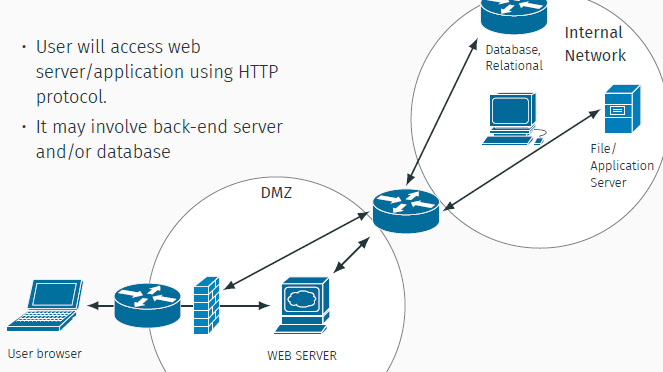 • User will access web
server/application using HTTP
protocol.
• It may involve back-end server
and/or database
Internal
Network
Database,
Relational
File/
Application
Server
DMZ
User browser
WEB SERVER